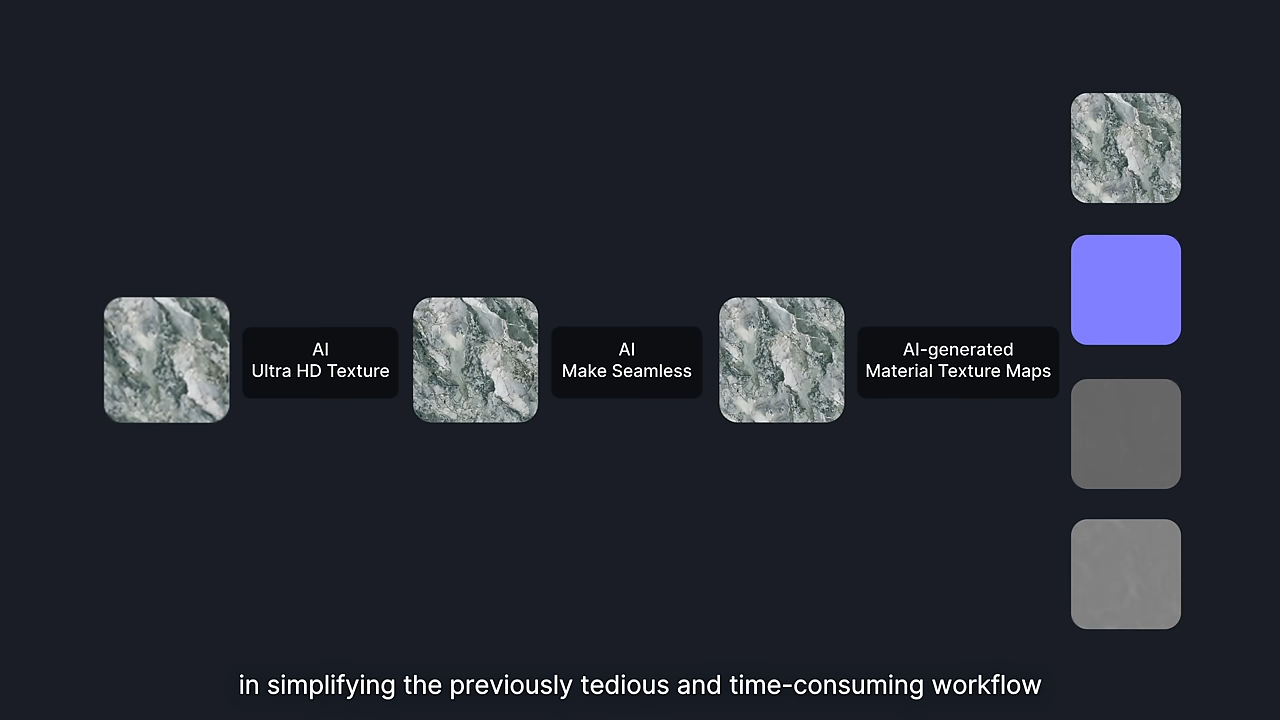 AI
Ultra HD Texture
AI
Make Seamless
AI-generated
Material Texture Maps
in simplifying the previously tedious and time-consuming workflow